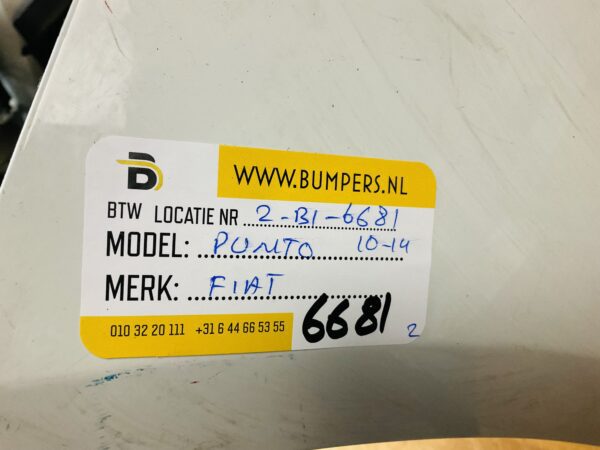 WWW.BUMPERS.NL
BTW LOCATIE NR 2-B1-6681
MODEL: PUNTO 10-14
MERK: FIAT
010 32 20 111 +31 6 44 66 53 55 6681 2